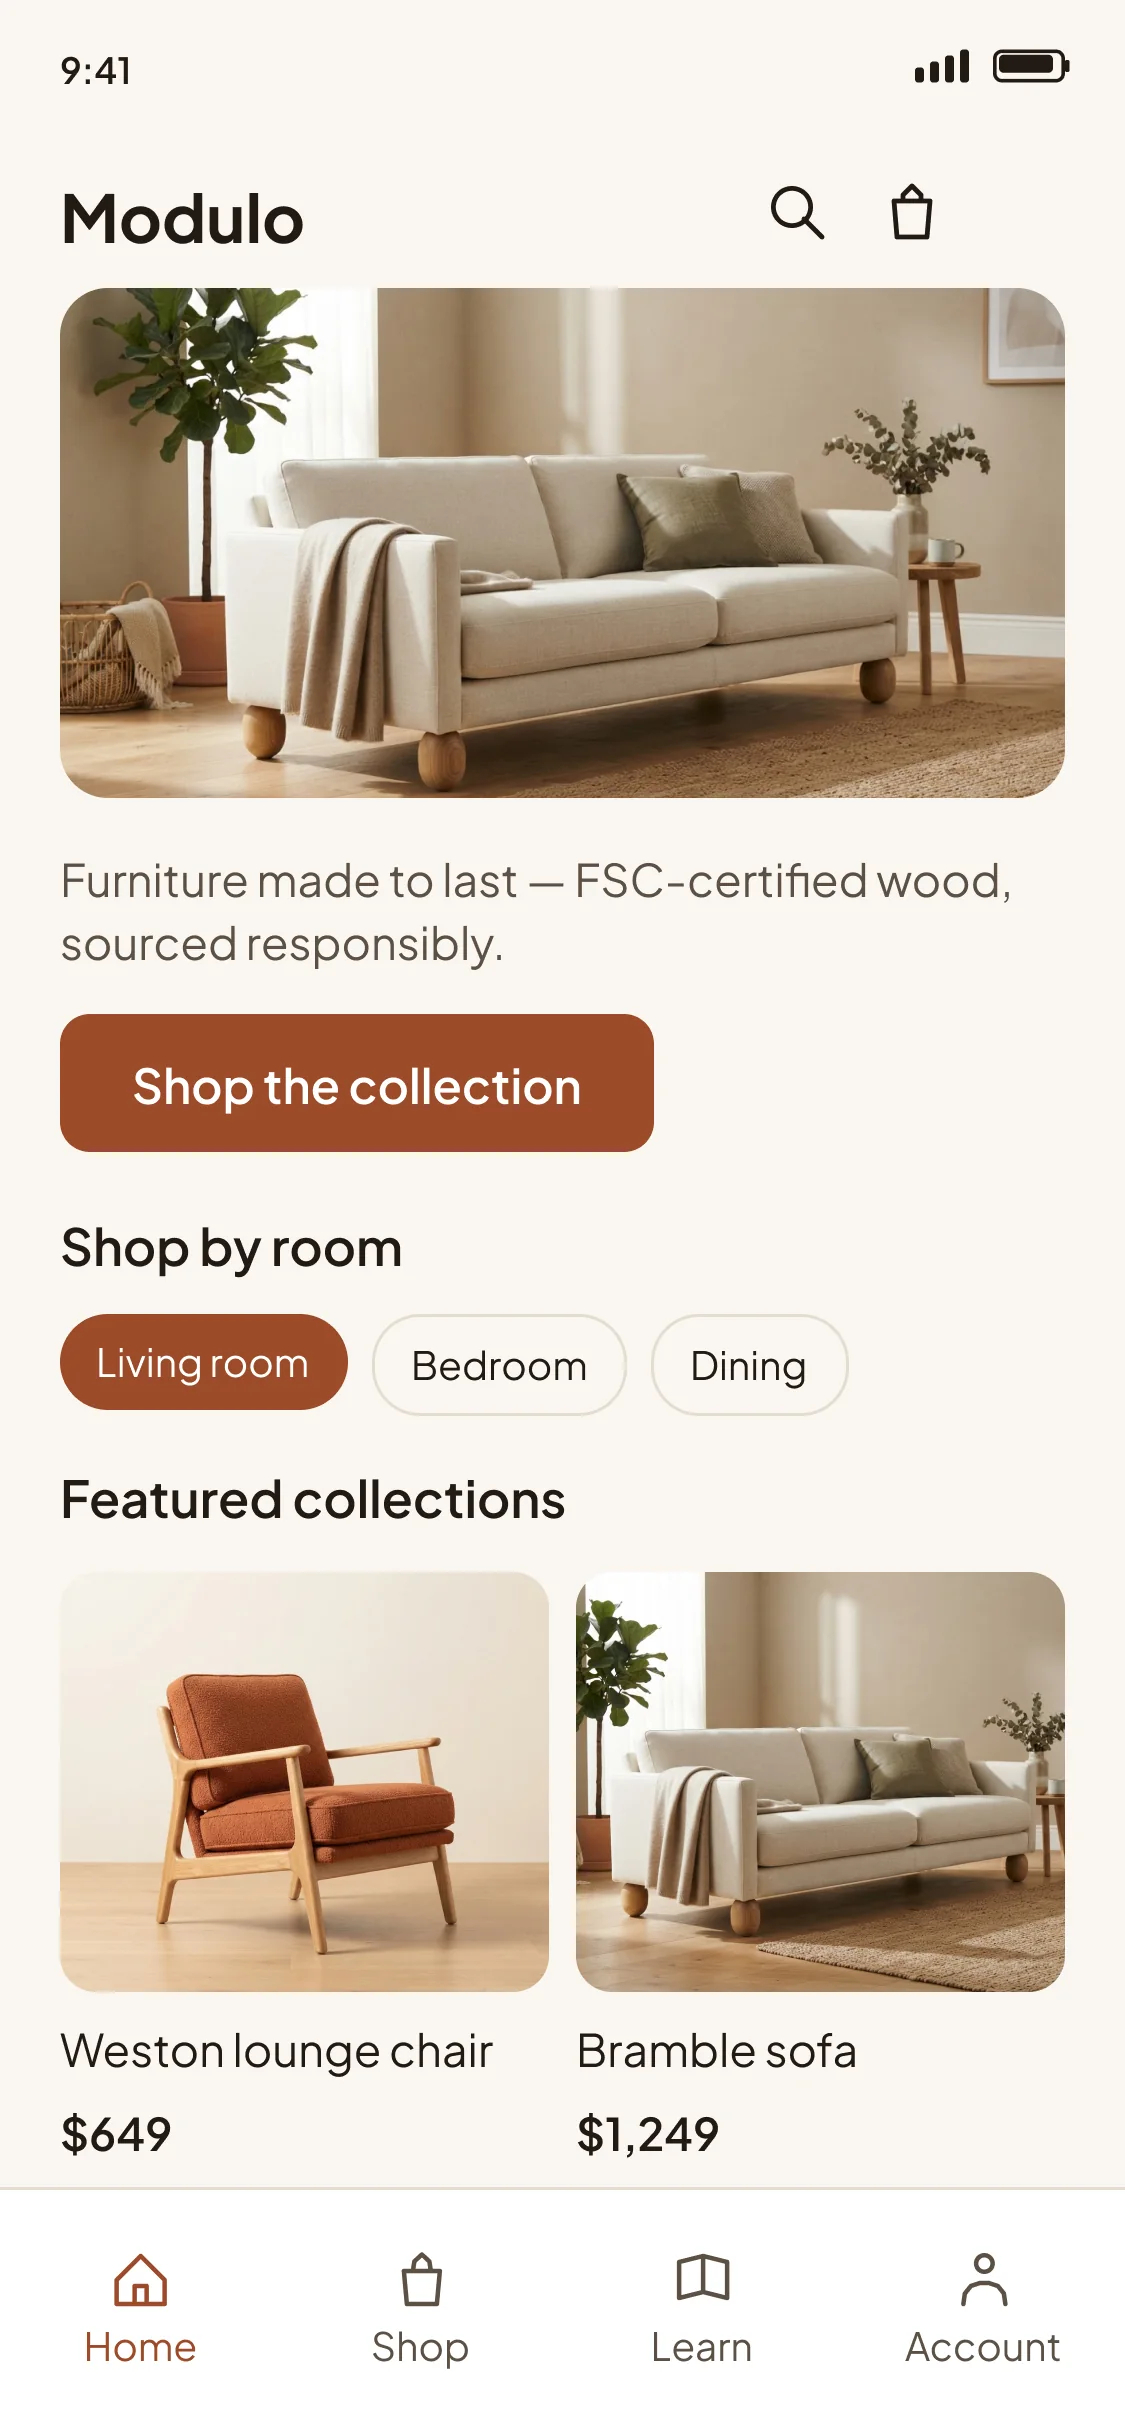 9:41
Modulo
Furniture made to last — FSC-certified wood,
sourced responsibly.
Shop the collection
Shop by room
Living room
Bedroom
Dining
Featured collections
Weston lounge chair
Bramble sofa
$649
$1,249
Home
Shop
Learn
Account